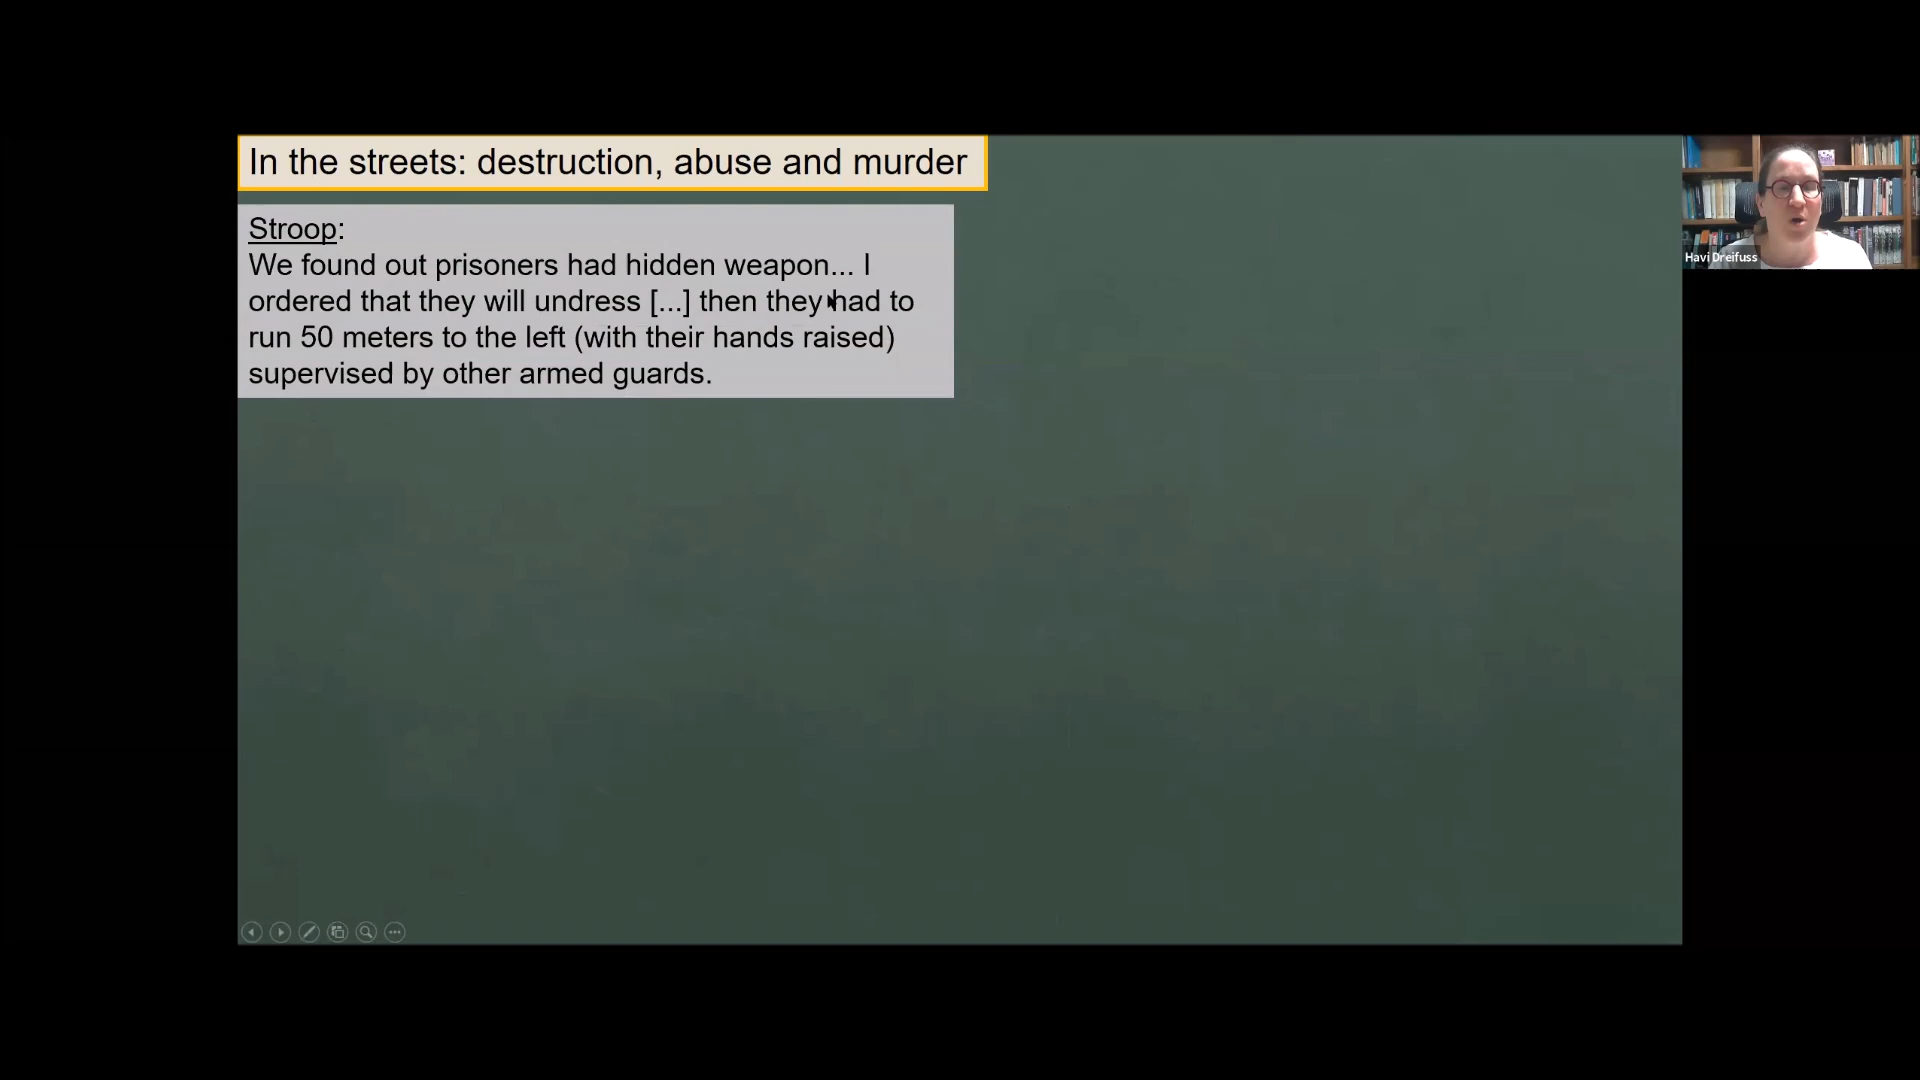 In the streets: destruction, abuse and murder
Stroop:
We found out prisoners had hidden weapon... I
ordered that they will undress [...] then they had to
run 50 meters to the left (with their hands raised)
supervised by other armed guards.
Havi Dreifuss